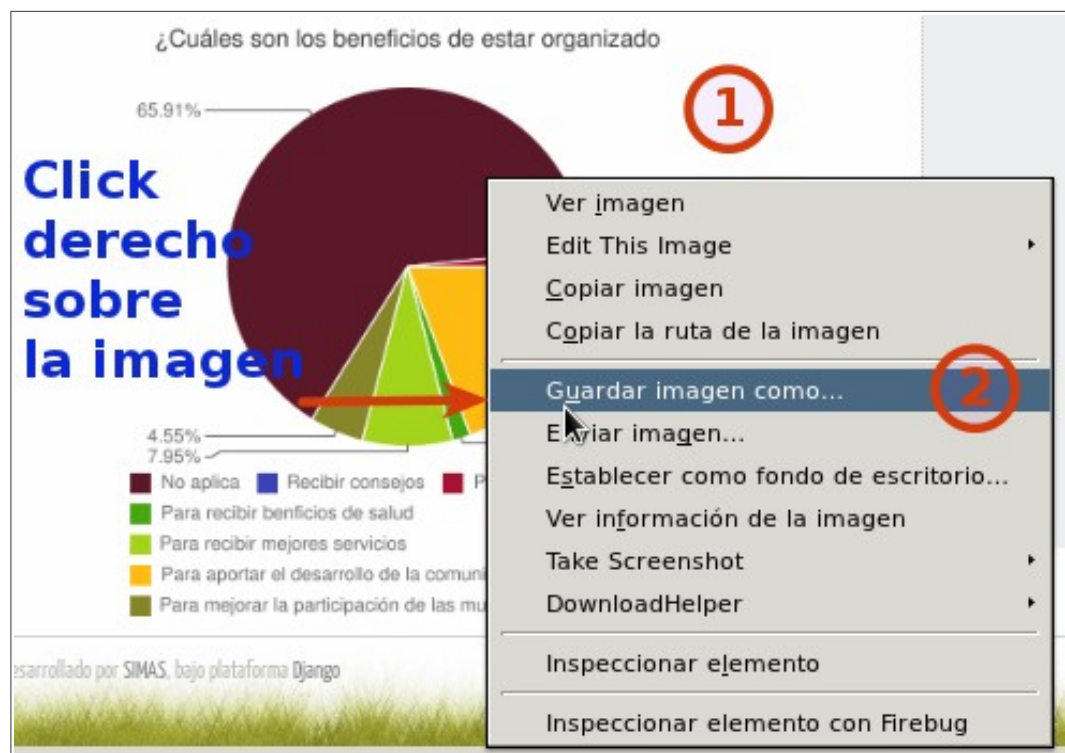 ¿Cuáles son los beneficios de estar organizado
1
65.91%
Click
derecho
sobre
la imagen
Ver imagen
Edit This Image
Copiar imagen
Copiar la ruta de la imagen
Guardar imagen como...
2
Enviar imagen...
Establecer como fondo de escritorio...
Ver información de la imagen
Take Screenshot
DownloadHelper
Inspeccionar elemento
Inspeccionar elemento con Firebug
4.55%
7.95%
No aplica Recibir consejos P
Para recibir benficios de salud
Para recibir mejores servicios
Para aportar el desarrollo de la comuni
Para mejorar la participación de las mu
esarrollado por SIMAS, bajo plataforma Django